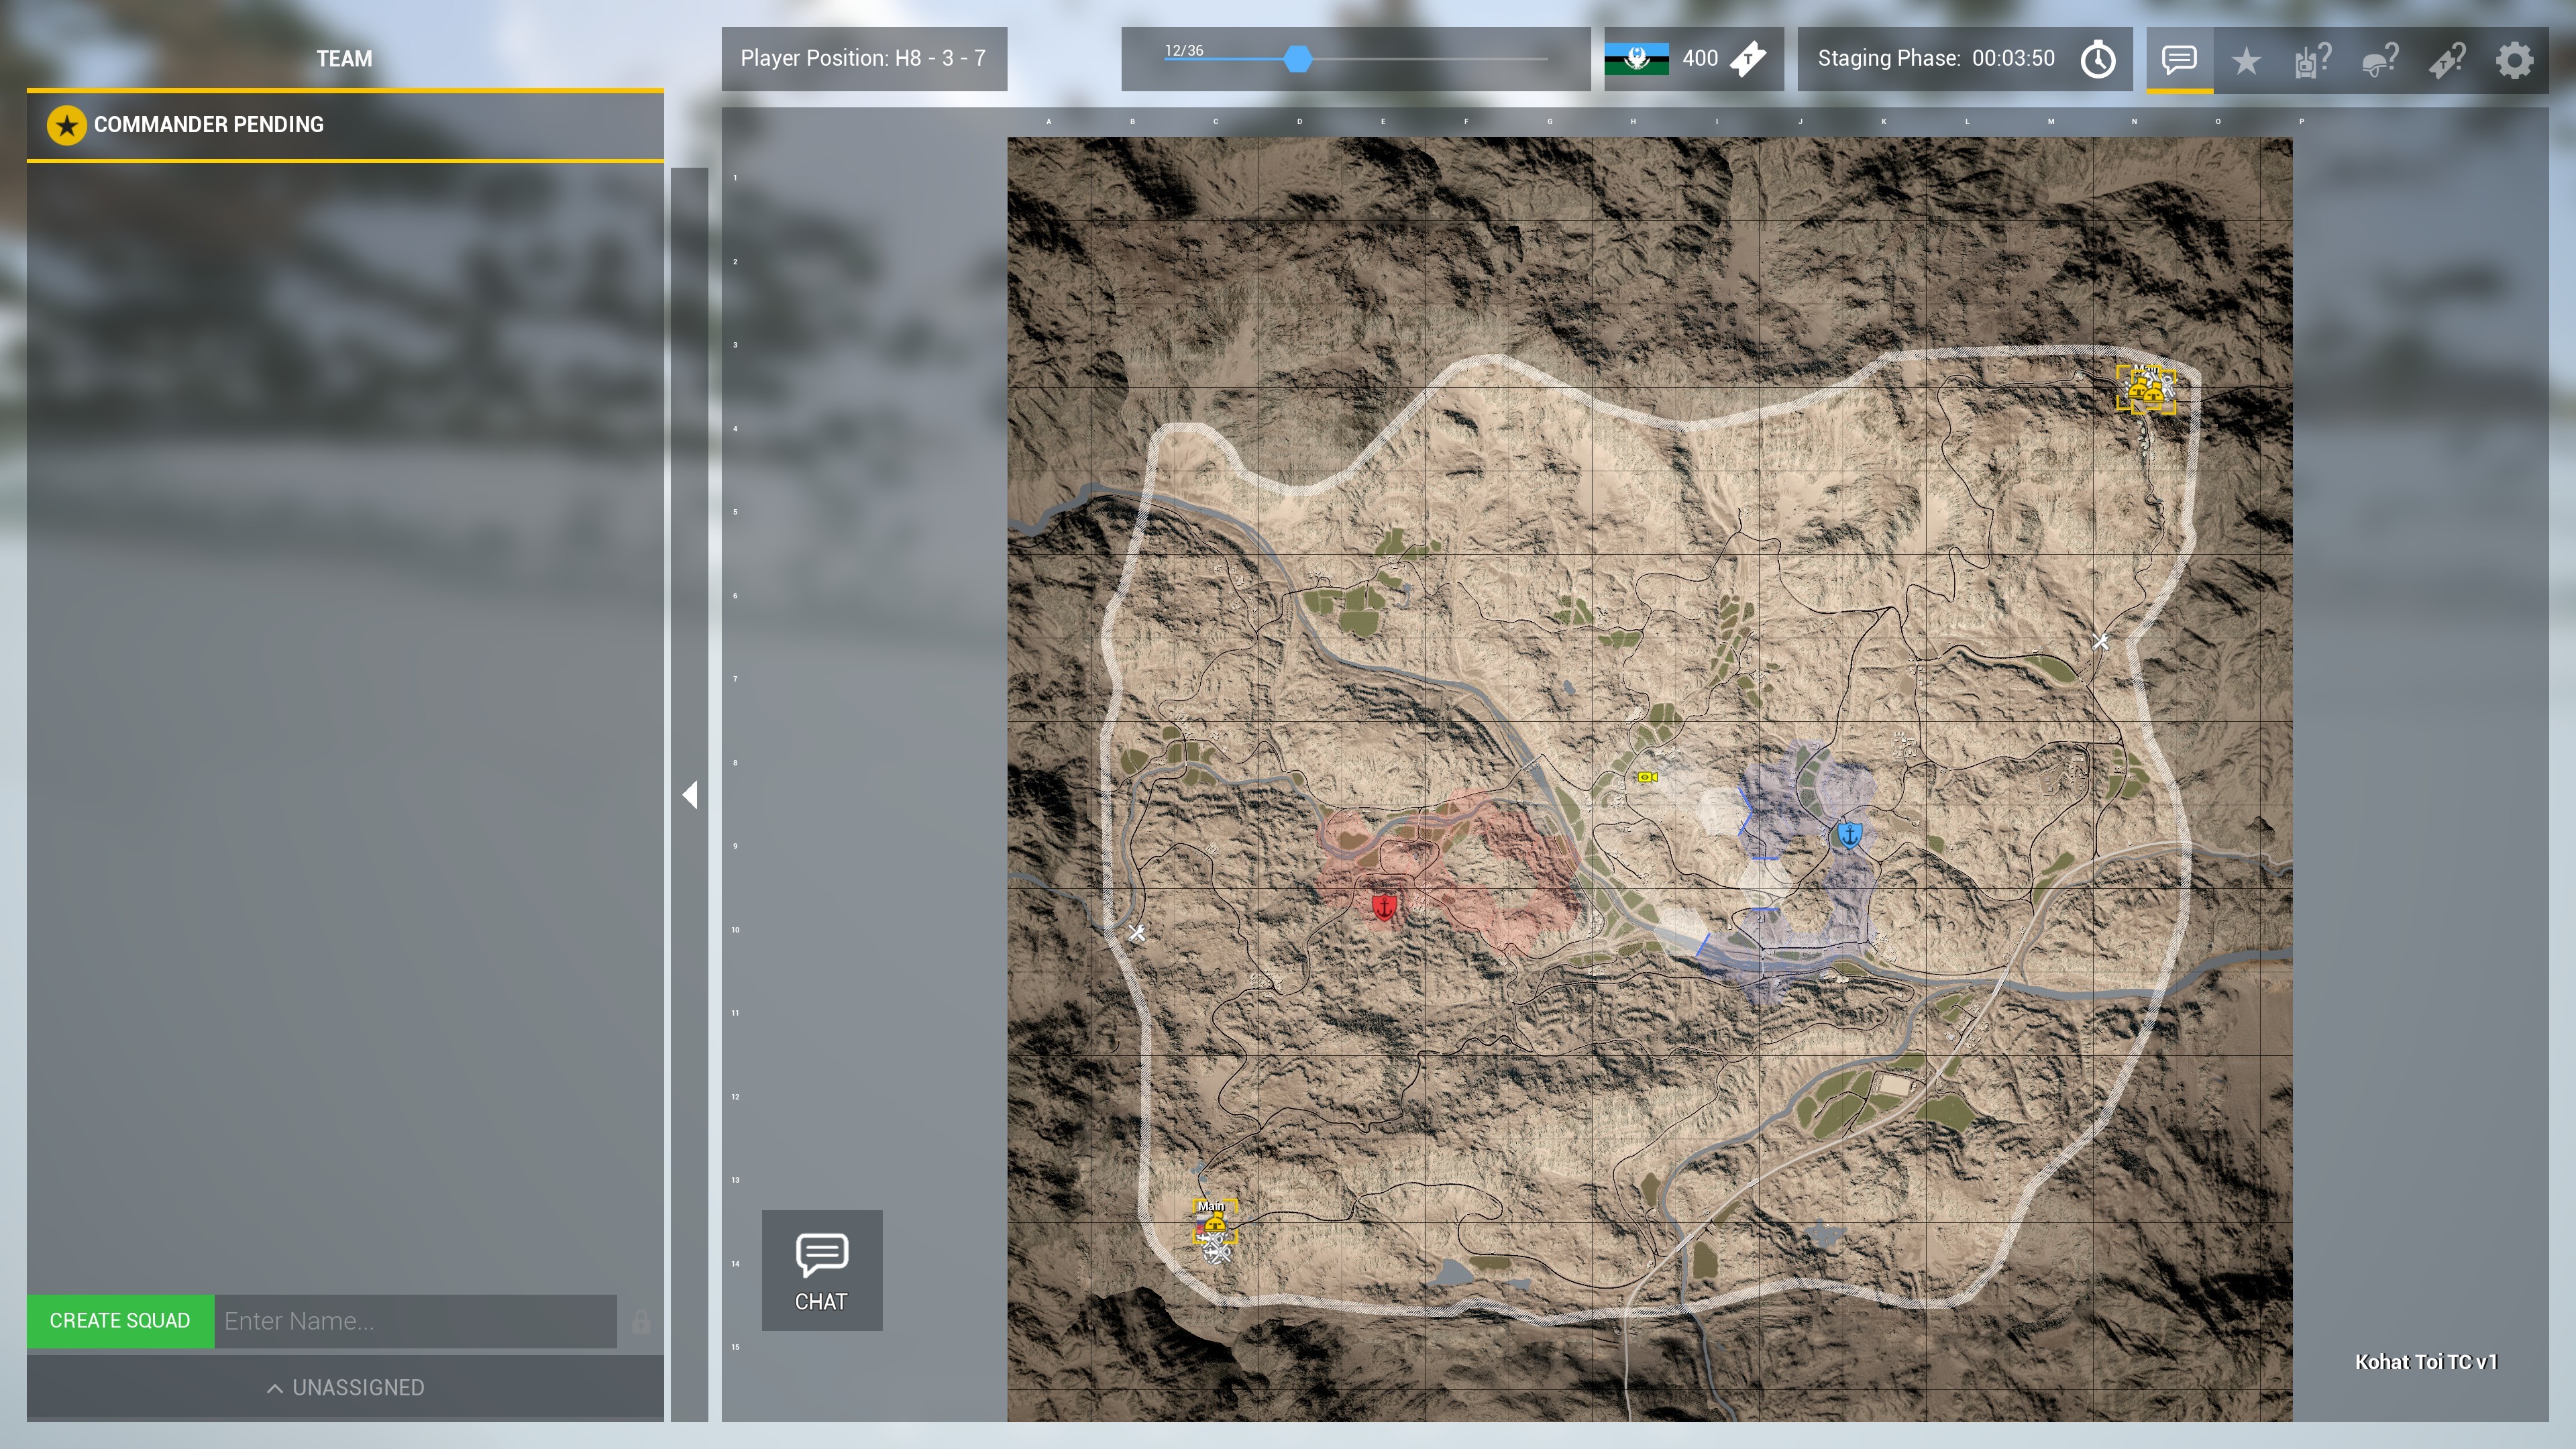 TEAM
COMMANDER PENDING
Player Position: H8 - 3 - 7
12/36
400
Staging Phase: 00:03:50
A B C D E F G H I J K L M N O P
1
2
3
4
5
6
7
8
9
10
11
12
13
14
15
Main
CHAT
CREATE SQUAD
Enter Name...
UNASSIGNED
Kohat Toi TC v1